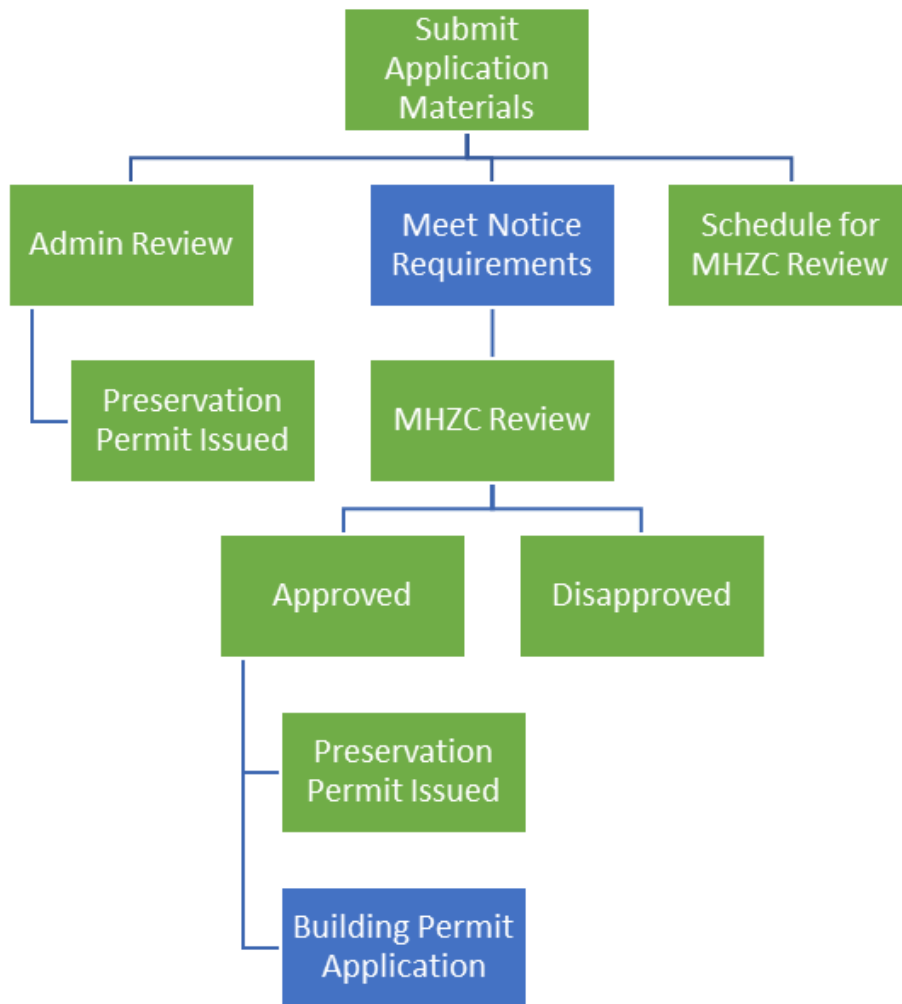 Submit
Application
Materials
Admin Review
Meet Notice
Requirements
Schedule for
MHZC Review
Preservation
Permit Issued
MHZC Review
Approved
Disapproved
Preservation
Permit Issued
Building Permit
Application